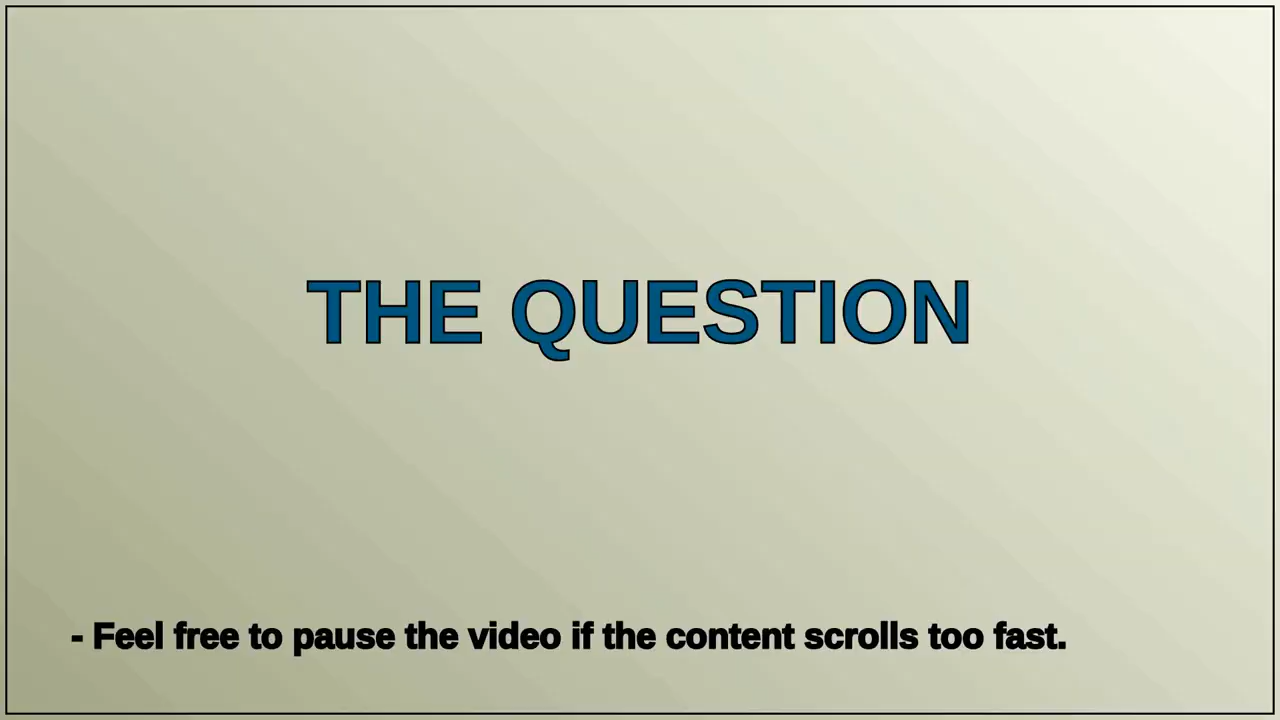 THE QUESTION
- Feel free to pause the video if the content scrolls too fast.